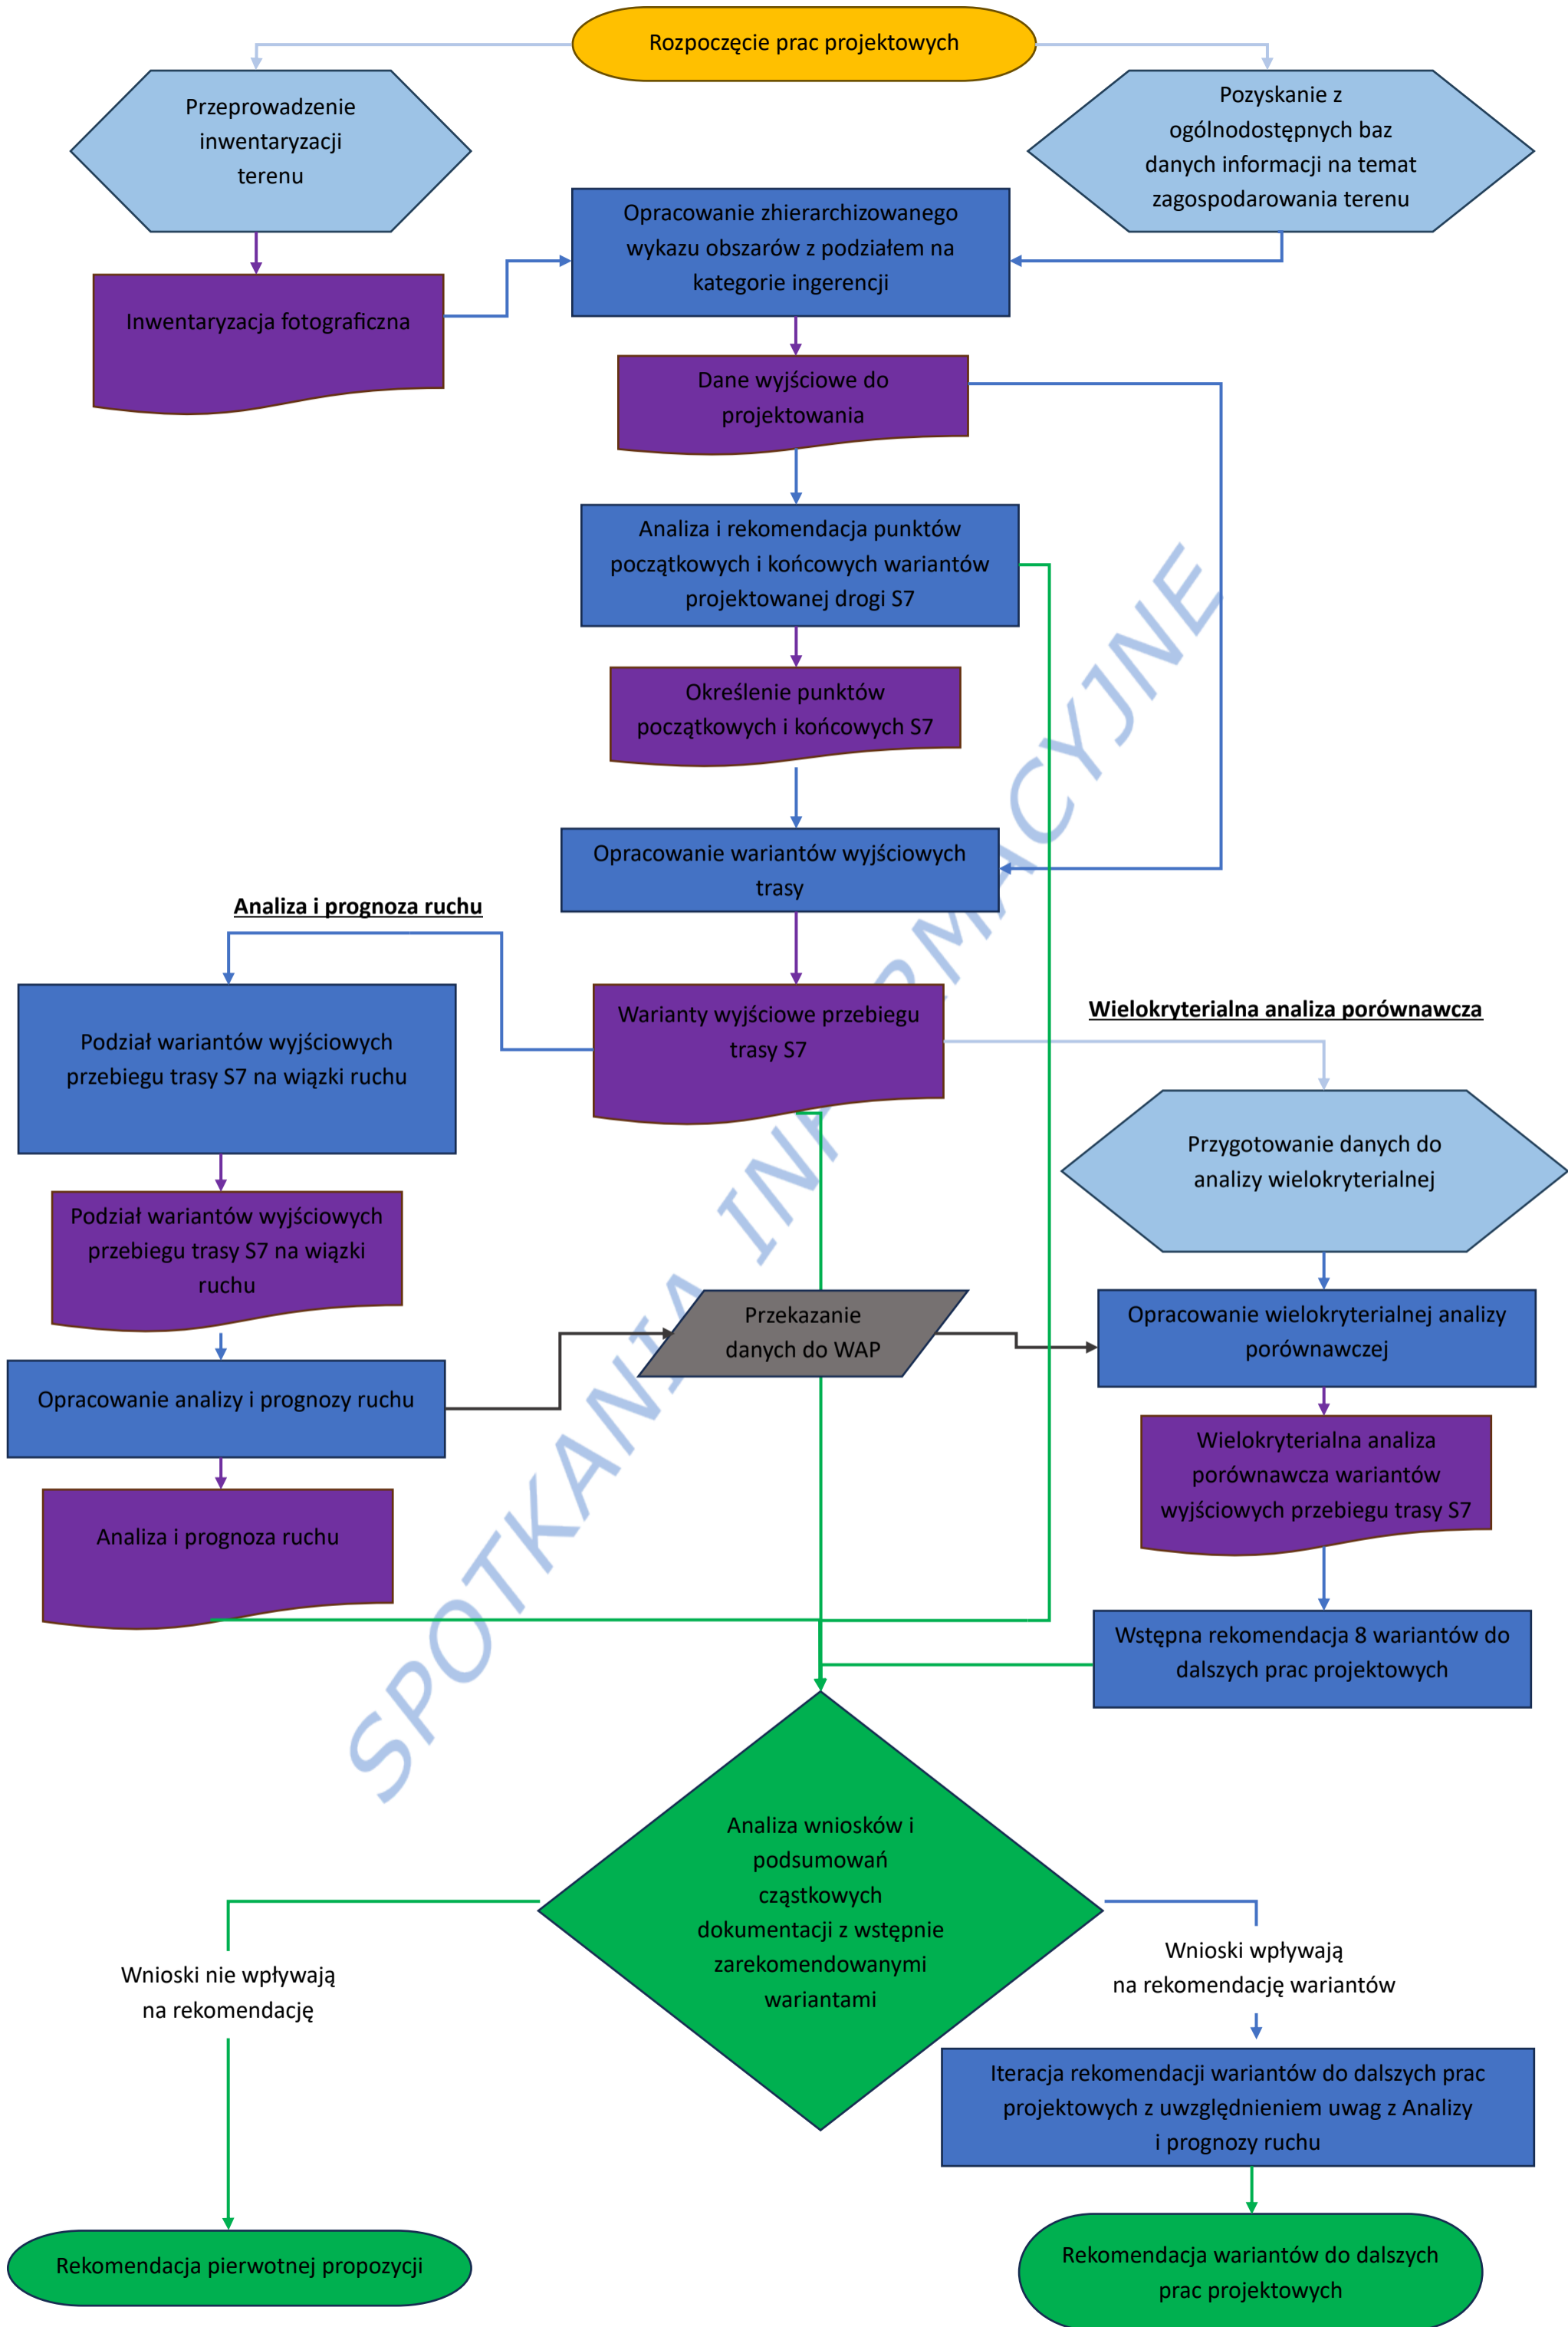 Rozpoczęcie prac projektowych
Przeprowadzenie
inwentaryzacji
terenu
Pozyskanie z
ogólnodostępnych baz
danych informacji na temat
zagospodarowania terenu
Opracowanie zhierarchizowanego
wykazu obszarów z podziałem na
kategorie ingerencji
Inwentaryzacja fotograficzna
Dane wyjściowe do
projektowania
Analiza i rekomendacja punktów
początkowych i końcowych wariantów
projektowanej drogi S7
Określenie punktów
początkowych i końcowych S7
Opracowanie wariantów wyjściowych
trasy
Analiza i prognoza ruchu
Podział wariantów wyjściowych
przebiegu trasy S7 na wiązki ruchu
Warianty wyjściowe przebiegu
trasy S7
Wielokryterialna analiza porównawcza
Przygotowanie danych do
analizy wielokryterialnej
Podział wariantów wyjściowych
przebiegu trasy S7 na wiązki
ruchu
Przekazanie
danych do WAP
Opracowanie wielokryterialnej analizy
porównawczej
Opracowanie analizy i prognozy ruchu
Wielokryterialna analiza
porównawcza wariantów
wyjściowych przebiegu trasy S7
Analiza i prognoza ruchu
Wstępna rekomendacja 8 wariantów do
dalszych prac projektowych
SPOTKANIA INFORMACYJNE
Analiza wniosków i
podsumowań
cząstkowych
dokumentacji z wstępnie
zarekomendowanymi
wariantami
Wnioski nie wpływają
na rekomendację
Wnioski wpływają
na rekomendację wariantów
Iteracja rekomendacji wariantów do dalszych prac
projektowych z uwzględnieniem uwag z Analizy
i prognozy ruchu
Rekomendacja pierwotnej propozycji
Rekomendacja wariantów do dalszych
prac projektowych